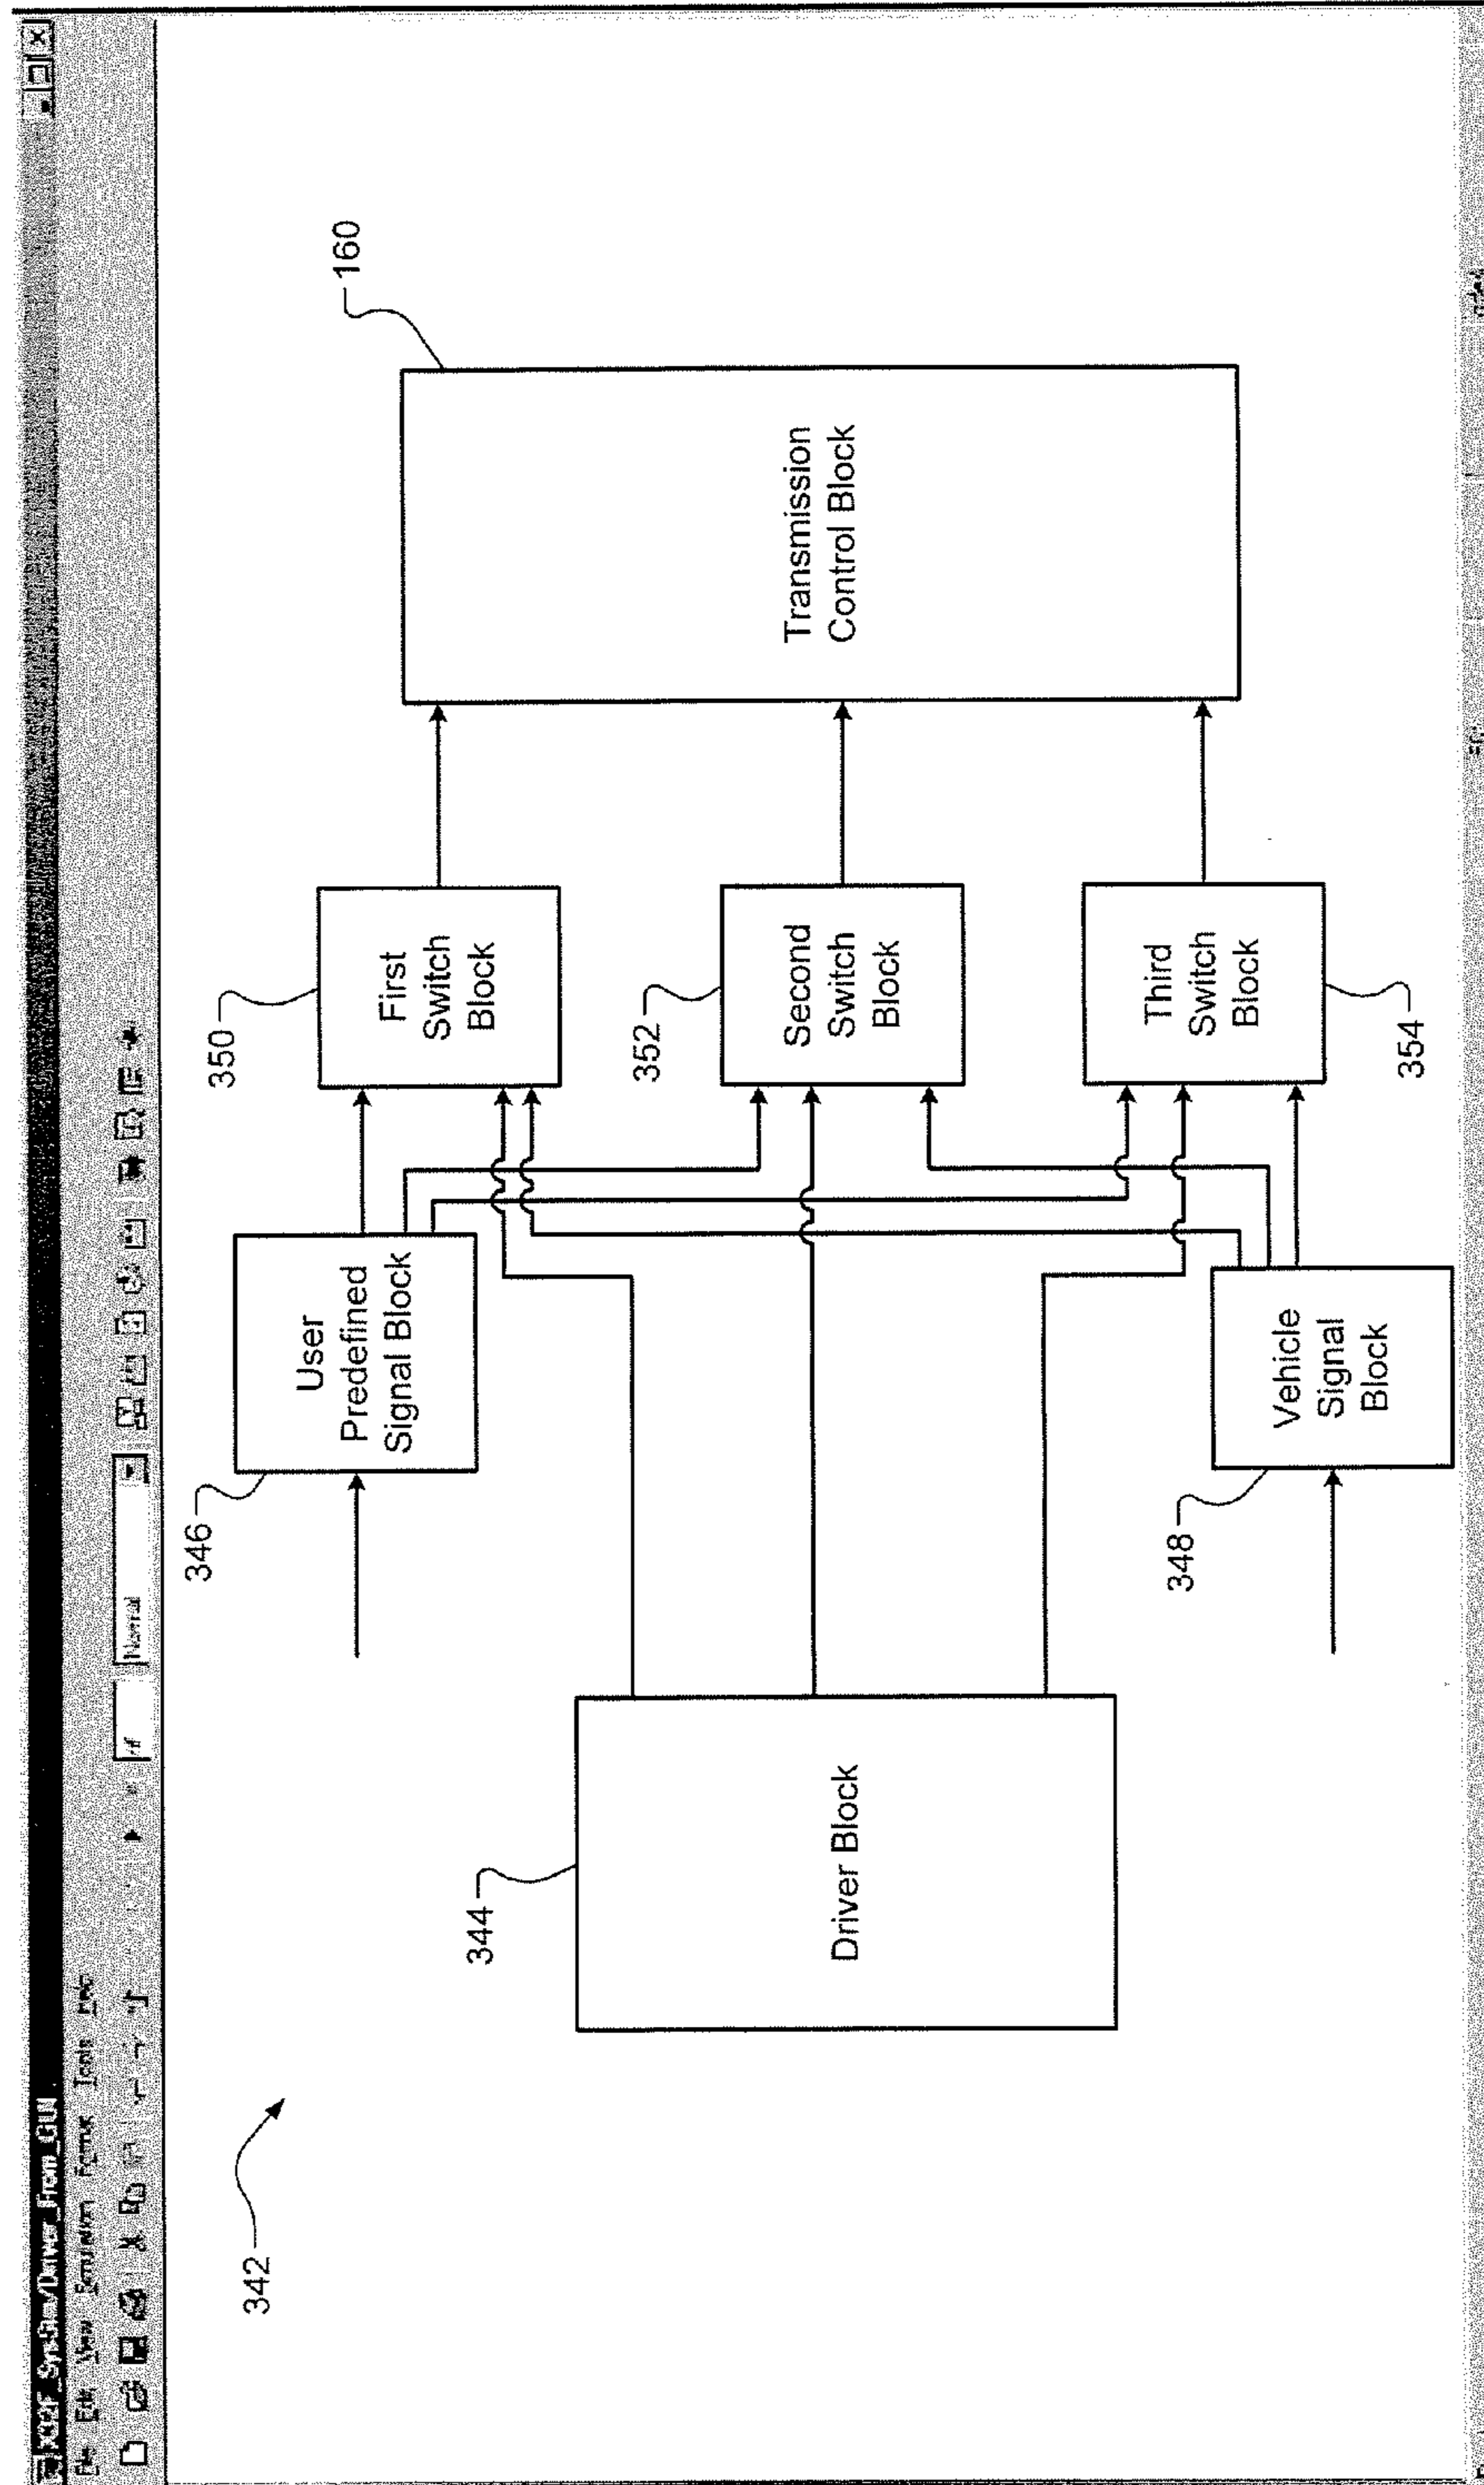 File Edit View Simulation Format Tools Help
Normal
342
344
Driver Block
346
User
Predefined
Signal Block
348
Vehicle
Signal
Block
350
First
Switch
Block
352
Second
Switch
Block
354
Third
Switch
Block
160
Transmission
Control Block